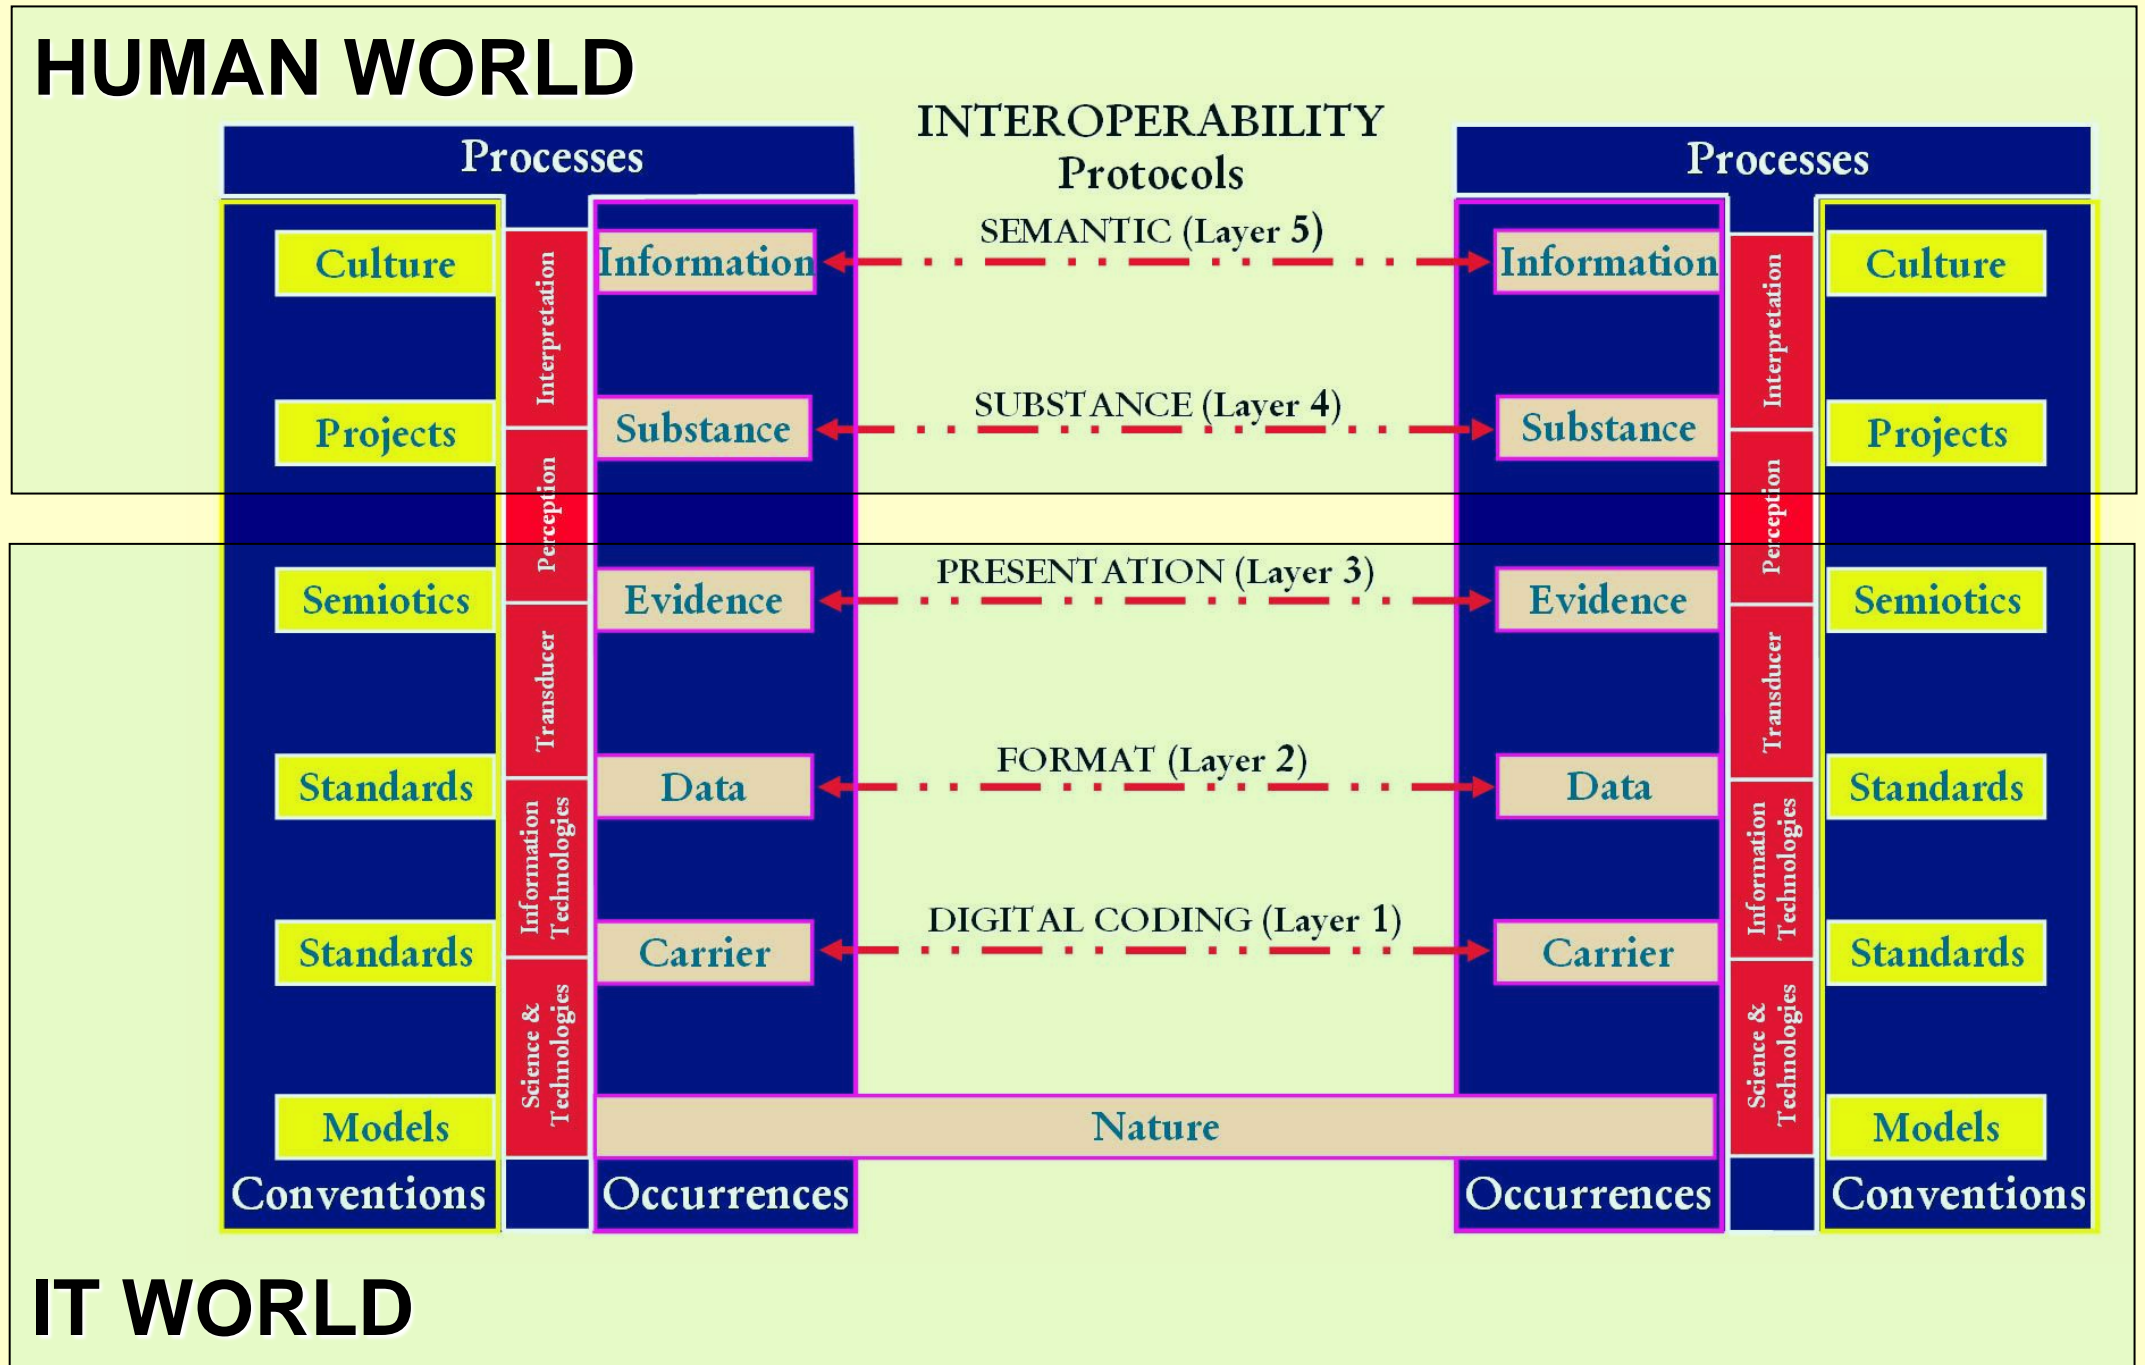 HUMAN WORLD
INTEROPERABILITY
Protocols
Processes
Processes
SEMANTIC (Layer 5)
Culture
Interpretation
Information
Information
Interpretation
Culture
SUBSTANCE (Layer 4)
Projects
Perception
Substance
Substance
Perception
Projects
PRESENTATION (Layer 3)
Semiotics
Transducer
Evidence
Evidence
Transducer
Semiotics
FORMAT (Layer 2)
Standards
Information
Technologies
Data
Data
Information
Technologies
Standards
DIGITAL CODING (Layer 1)
Standards
Science &
Technologies
Carrier
Carrier
Science &
Technologies
Standards
Models
Nature
Models
Conventions
Occurrences
Occurrences
Conventions
IT WORLD